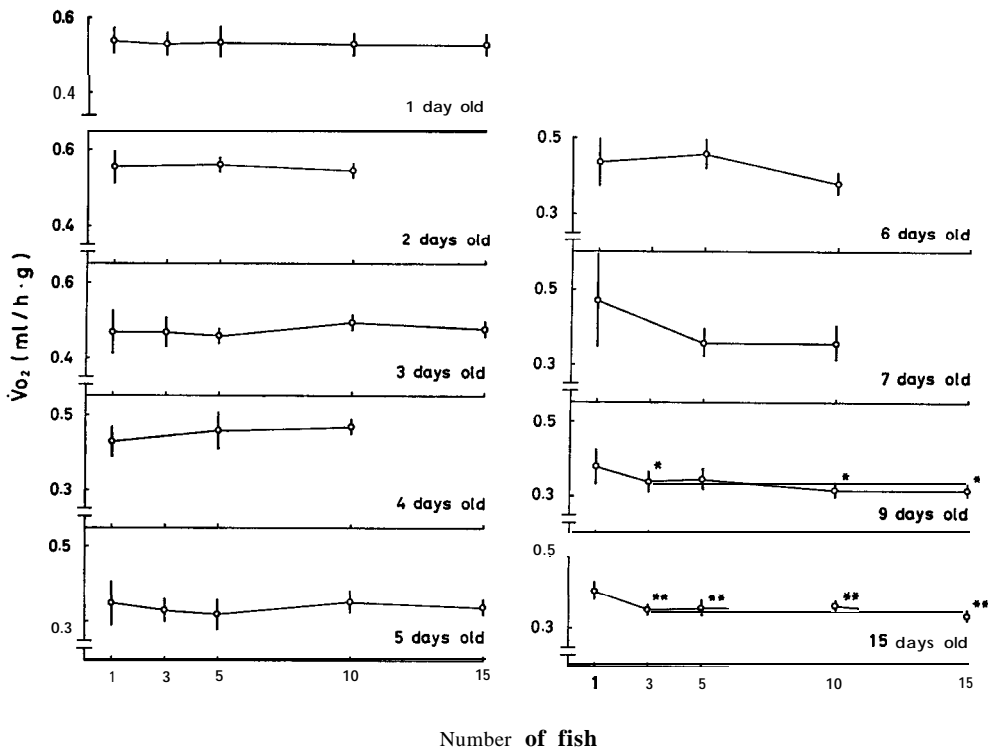 0.6
0.4
1 day old
0.6
0.4
2 days old
0.6
0.4
3 days old
0.5
0.3
4 days old
0.5
0.3
5 days old
1 3 5 10 15
V̇o₂ (ml/h·g)
0.5
0.3
6 days old
0.5
0.3
7 days old
0.5
* * *
0.3
9 days old
0.5
** ** ** **
0.3
15 days old
1 3 5 10 15
Number of fish